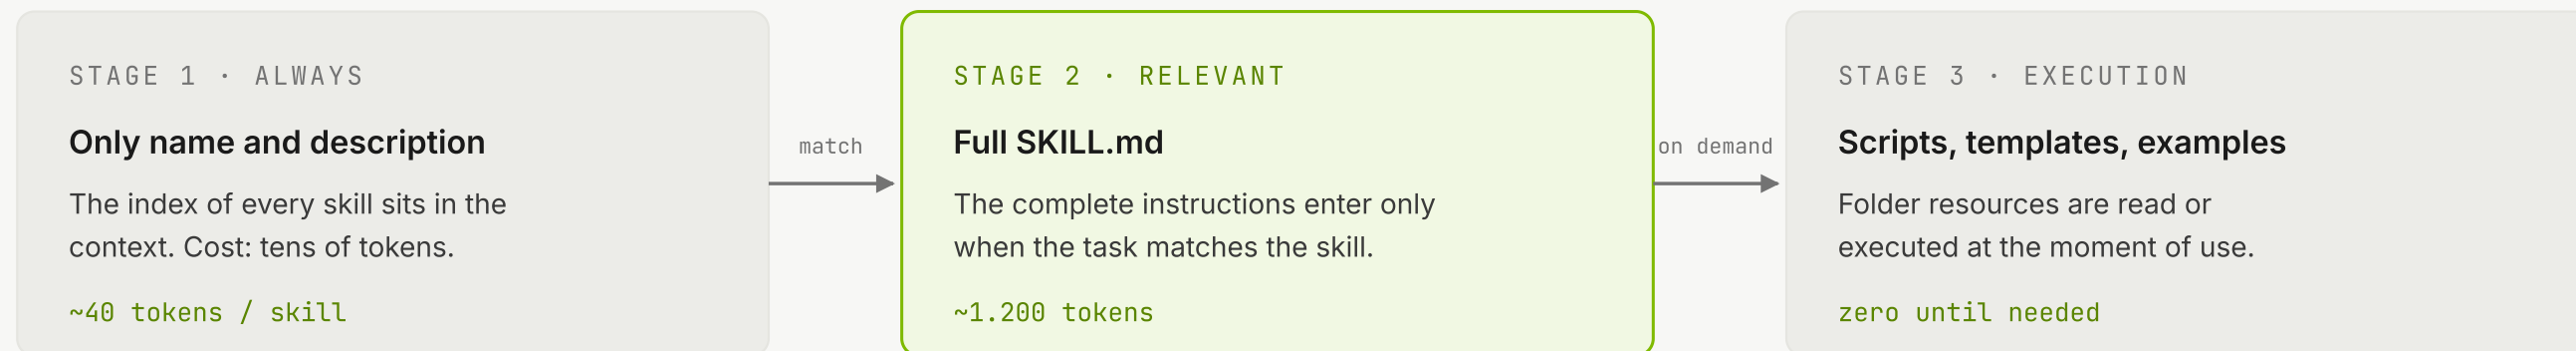 STAGE 1 · ALWAYS
Only name and description
The index of every skill sits in the
context. Cost: tens of tokens.
~40 tokens / skill
match
STAGE 2 · RELEVANT
Full SKILL.md
The complete instructions enter only
when the task matches the skill.
~1.200 tokens
on demand
STAGE 3 · EXECUTION
Scripts, templates, examples
Folder resources are read or
executed at the moment of use.
zero until needed